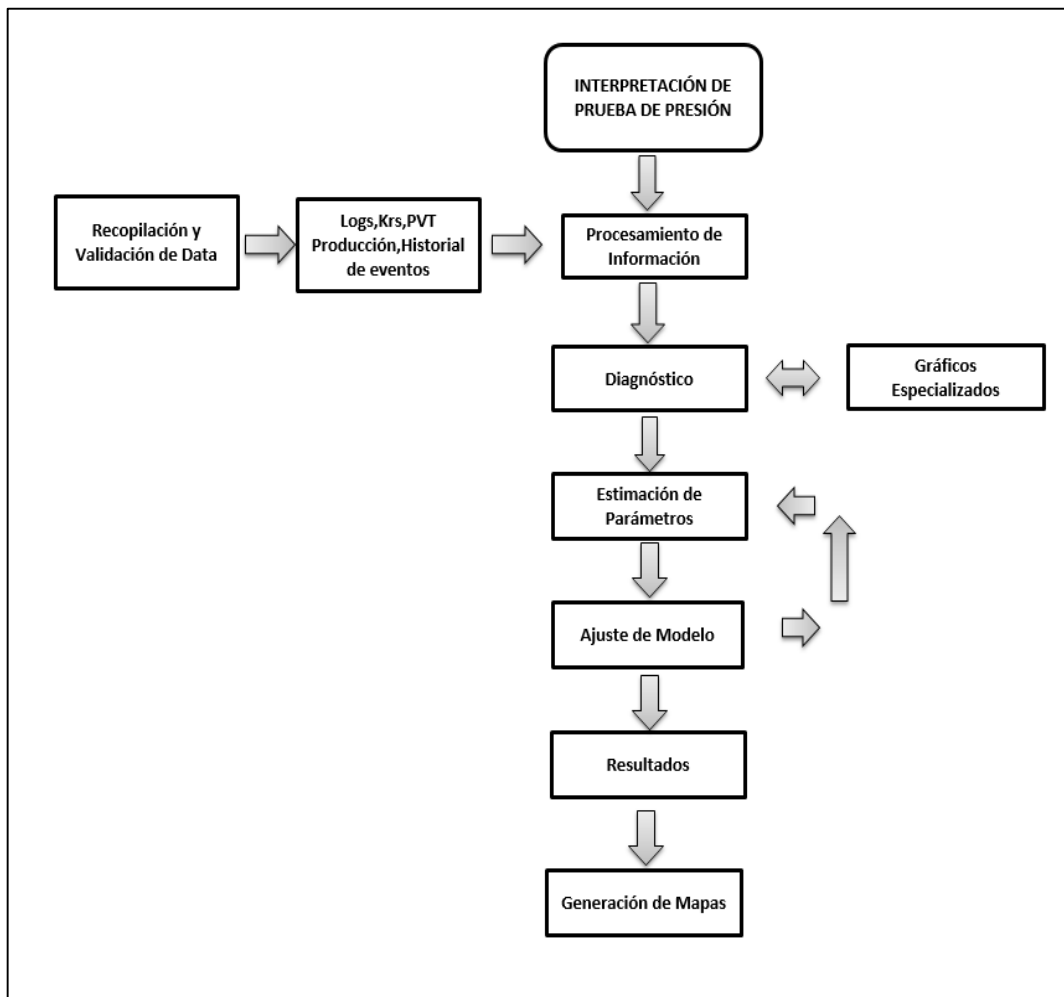 INTERPRETACIÓN DE
PRUEBA DE PRESIÓN
Recopilación y
Validación de Data
Logs,Krs,PVT
Producción,Historial
de eventos
Procesamiento de
Información
Diagnóstico
Gráficos
Especializados
Estimación de
Parámetros
Ajuste de Modelo
Resultados
Generación de Mapas